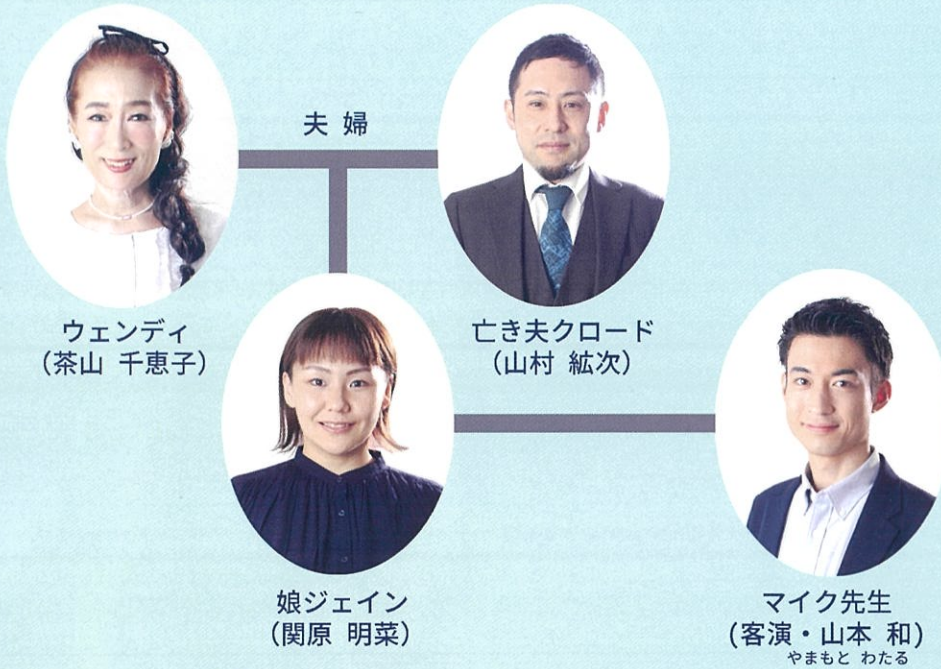 夫婦
ウェンディ
（茶山 千恵子）
亡き夫クロード
（山村 紘次）
娘ジェイン
（関原 明菜）
マイク先生
(客演・山本 和)
やまもと わたる